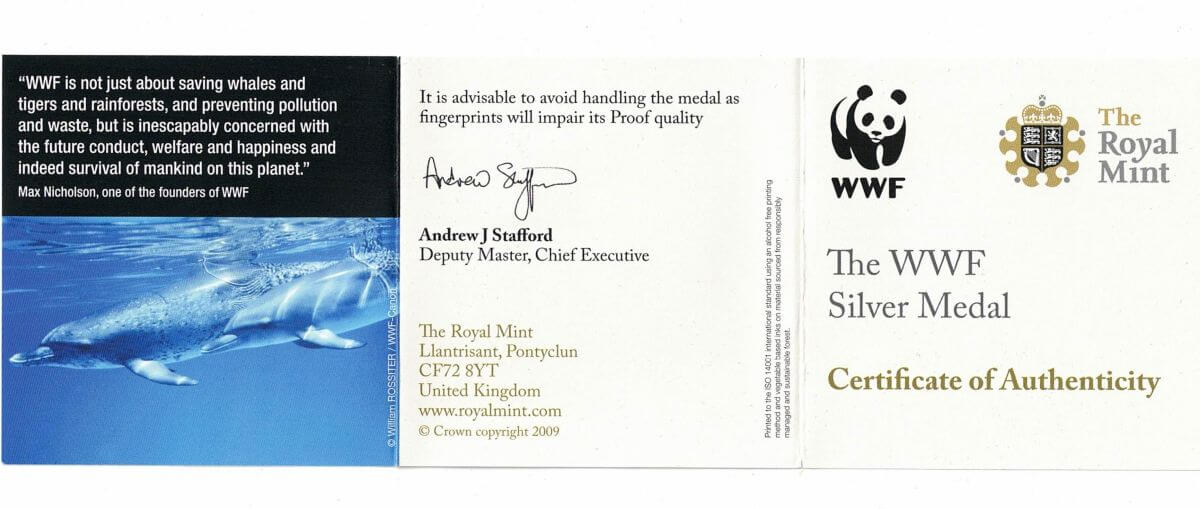 “WWF is not just about saving whales and
tigers and rainforests, and preventing pollution
and waste, but is inescapably concerned with
the future conduct, welfare and happiness and
indeed survival of mankind on this planet.”
Max Nicholson, one of the founders of WWF
© William ROSSITER / WWF-Canon
It is advisable to avoid handling the medal as
fingerprints will impair its Proof quality
Andrew Stafford
Andrew J Stafford
Deputy Master, Chief Executive
The Royal Mint
Llantrisant, Pontyclun
CF72 8YT
United Kingdom
www.royalmint.com
© Crown copyright 2009
Printed to the ISO 14001 international standard using an alcohol free printing
method and vegetable based inks on material sourced from responsibly
managed and sustainable forest.
WWF
The
Royal
Mint
The WWF
Silver Medal
Certificate of Authenticity